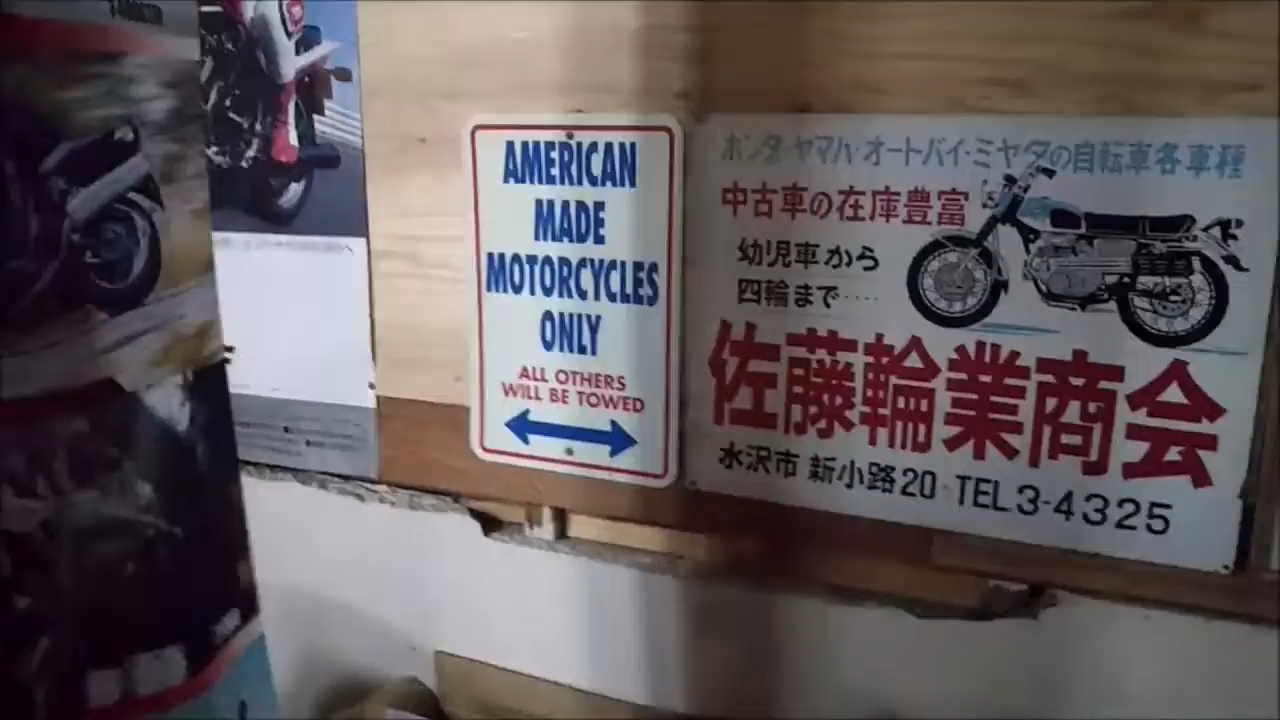 AMERICAN
MADE
MOTORCYCLES
ONLY
ALL OTHERS
WILL BE TOWED
ホンダ・ヤマハ・オートバイ・ミヤタの自転車各車種
中古車の在庫豊富
幼児車から
四輪まで‥‥
佐藤輪業商会
水沢市 新小路20 TEL3-4325